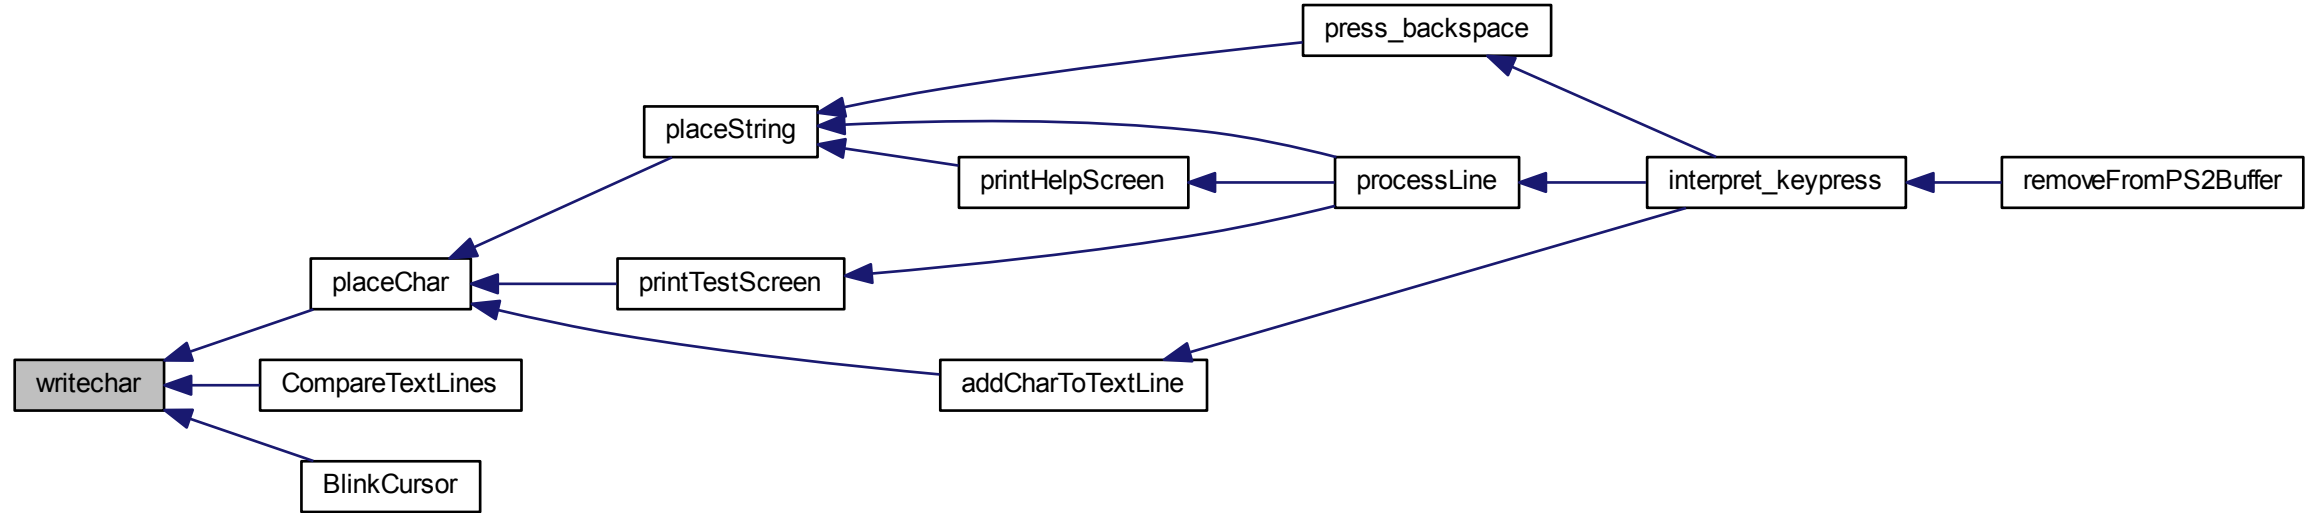 press_backspace
placeString
printHelpScreen
processLine
interpret_keypress
removeFromPS2Buffer
placeChar
printTestScreen
writechar
CompareTextLines
addCharToTextLine
BlinkCursor